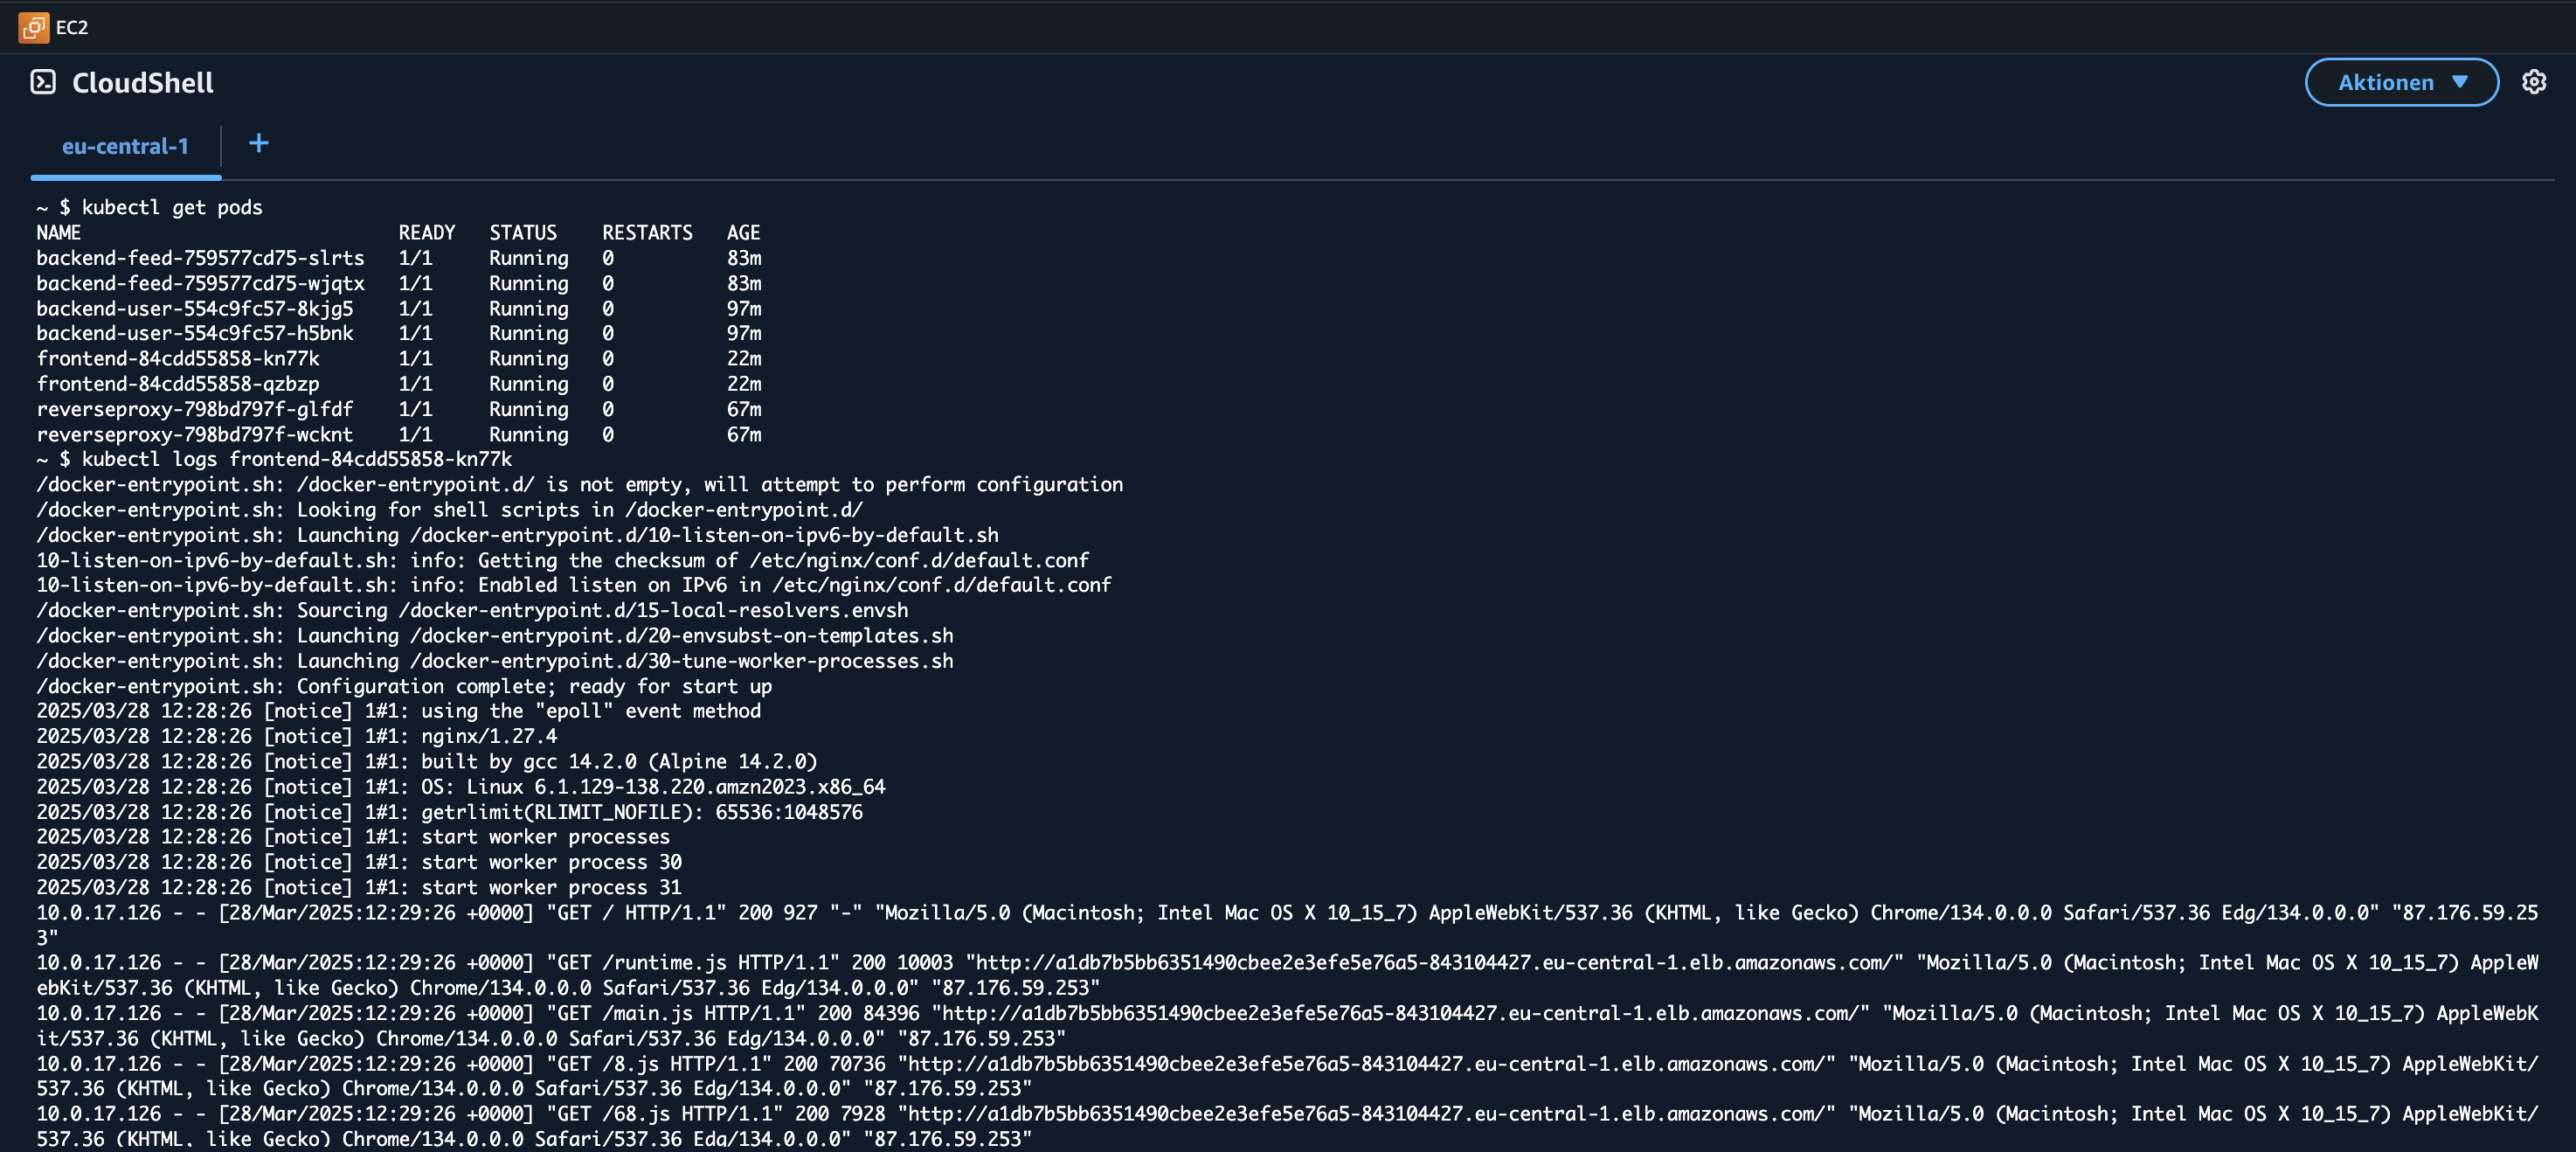 EC2
CloudShell
Aktionen
eu-central-1 +
~ $ kubectl get pods
NAME READY STATUS RESTARTS AGE
backend-feed-759577cd75-slrts 1/1 Running 0 83m
backend-feed-759577cd75-wjqtx 1/1 Running 0 83m
backend-user-554c9fc57-8kjg5 1/1 Running 0 97m
backend-user-554c9fc57-h5bnk 1/1 Running 0 97m
frontend-84cdd55858-kn77k 1/1 Running 0 22m
frontend-84cdd55858-qzbzp 1/1 Running 0 22m
reverseproxy-798bd797f-glfdf 1/1 Running 0 67m
reverseproxy-798bd797f-wcknt 1/1 Running 0 67m
~ $ kubectl logs frontend-84cdd55858-kn77k
/docker-entrypoint.sh: /docker-entrypoint.d/ is not empty, will attempt to perform configuration
/docker-entrypoint.sh: Looking for shell scripts in /docker-entrypoint.d/
/docker-entrypoint.sh: Launching /docker-entrypoint.d/10-listen-on-ipv6-by-default.sh
10-listen-on-ipv6-by-default.sh: info: Getting the checksum of /etc/nginx/conf.d/default.conf
10-listen-on-ipv6-by-default.sh: info: Enabled listen on IPv6 in /etc/nginx/conf.d/default.conf
/docker-entrypoint.sh: Sourcing /docker-entrypoint.d/15-local-resolvers.envsh
/docker-entrypoint.sh: Launching /docker-entrypoint.d/20-envsubst-on-templates.sh
/docker-entrypoint.sh: Launching /docker-entrypoint.d/30-tune-worker-processes.sh
/docker-entrypoint.sh: Configuration complete; ready for start up
2025/03/28 12:28:26 [notice] 1#1: using the "epoll" event method
2025/03/28 12:28:26 [notice] 1#1: nginx/1.27.4
2025/03/28 12:28:26 [notice] 1#1: built by gcc 14.2.0 (Alpine 14.2.0)
2025/03/28 12:28:26 [notice] 1#1: OS: Linux 6.1.129-138.220.amzn2023.x86_64
2025/03/28 12:28:26 [notice] 1#1: getrlimit(RLIMIT_NOFILE): 65536:1048576
2025/03/28 12:28:26 [notice] 1#1: start worker processes
2025/03/28 12:28:26 [notice] 1#1: start worker process 30
2025/03/28 12:28:26 [notice] 1#1: start worker process 31
10.0.17.126 - - [28/Mar/2025:12:29:26 +0000] "GET / HTTP/1.1" 200 927 "-" "Mozilla/5.0 (Macintosh; Intel Mac OS X 10_15_7) AppleWebKit/537.36 (KHTML, like Gecko) Chrome/134.0.0.0 Safari/537.36 Edg/134.0.0.0" "87.176.59.25
3"
10.0.17.126 - - [28/Mar/2025:12:29:26 +0000] "GET /runtime.js HTTP/1.1" 200 10003 "http://a1db7b5bb6351490cbee2e3efe5e76a5-843104427.eu-central-1.elb.amazonaws.com/" "Mozilla/5.0 (Macintosh; Intel Mac OS X 10_15_7) AppleW
ebKit/537.36 (KHTML, like Gecko) Chrome/134.0.0.0 Safari/537.36 Edg/134.0.0.0" "87.176.59.253"
10.0.17.126 - - [28/Mar/2025:12:29:26 +0000] "GET /main.js HTTP/1.1" 200 84396 "http://a1db7b5bb6351490cbee2e3efe5e76a5-843104427.eu-central-1.elb.amazonaws.com/" "Mozilla/5.0 (Macintosh; Intel Mac OS X 10_15_7) AppleWebK
it/537.36 (KHTML, like Gecko) Chrome/134.0.0.0 Safari/537.36 Edg/134.0.0.0" "87.176.59.253"
10.0.17.126 - - [28/Mar/2025:12:29:26 +0000] "GET /8.js HTTP/1.1" 200 70736 "http://a1db7b5bb6351490cbee2e3efe5e76a5-843104427.eu-central-1.elb.amazonaws.com/" "Mozilla/5.0 (Macintosh; Intel Mac OS X 10_15_7) AppleWebKit/
537.36 (KHTML, like Gecko) Chrome/134.0.0.0 Safari/537.36 Edg/134.0.0.0" "87.176.59.253"
10.0.17.126 - - [28/Mar/2025:12:29:26 +0000] "GET /68.js HTTP/1.1" 200 7928 "http://a1db7b5bb6351490cbee2e3efe5e76a5-843104427.eu-central-1.elb.amazonaws.com/" "Mozilla/5.0 (Macintosh; Intel Mac OS X 10_15_7) AppleWebKit/
537.36 (KHTML, like Gecko) Chrome/134.0.0.0 Safari/537.36 Edg/134.0.0.0" "87.176.59.253"